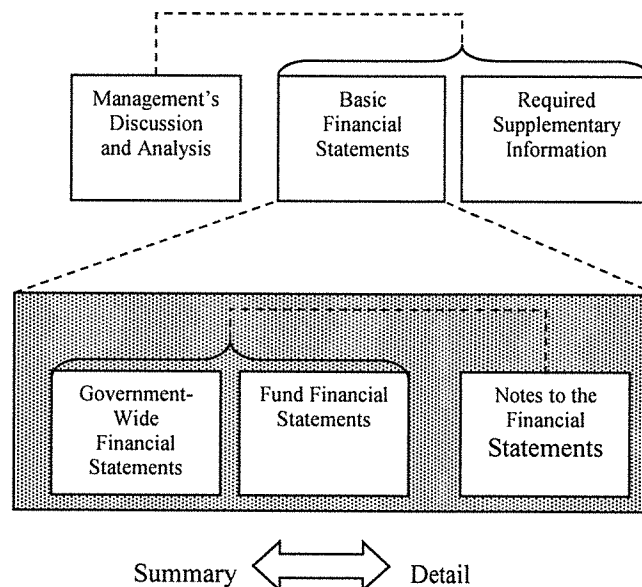 Management's
Discussion
and Analysis
Basic
Financial
Statements
Required
Supplementary
Information
Government-
Wide
Financial
Statements
Fund Financial
Statements
Notes to the
Financial
Statements
Summary
Detail